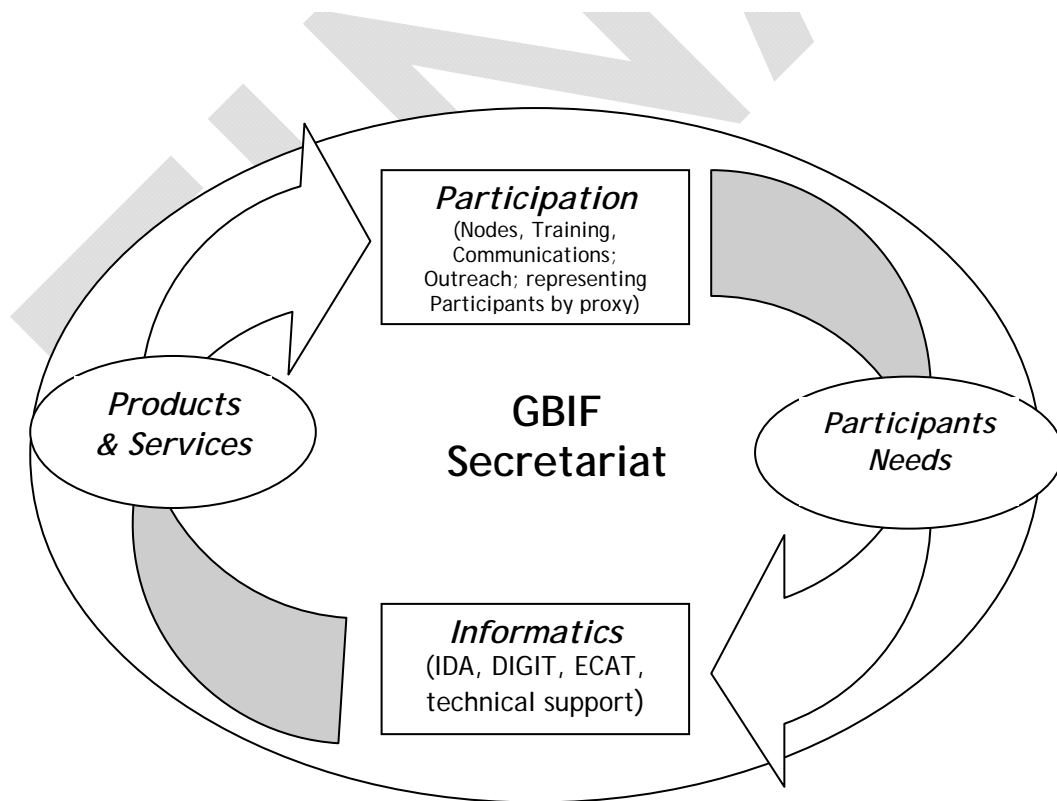 Participation
(Nodes, Training,
Communications;
Outreach; representing
Participants by proxy)
Products
& Services
GBIF
Secretariat
Participants
Needs
Informatics
(IDA, DIGIT, ECAT,
technical support)